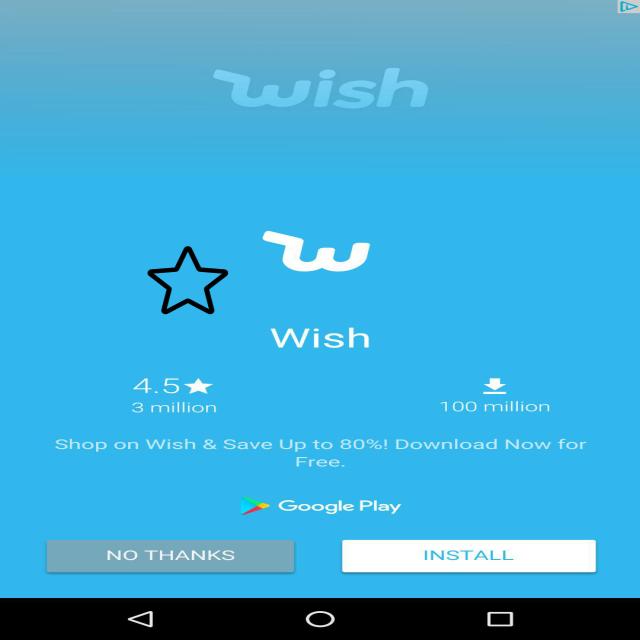 wish
Wish
4.5
3 million
100 million
Shop on Wish & Save Up to 80%! Download Now for
Free.
Google Play
NO THANKS
INSTALL